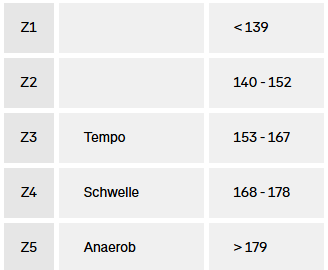 Z1 < 139
Z2 140 - 152
Z3 Tempo 153 - 167
Z4 Schwelle 168 - 178
Z5 Anaerob > 179